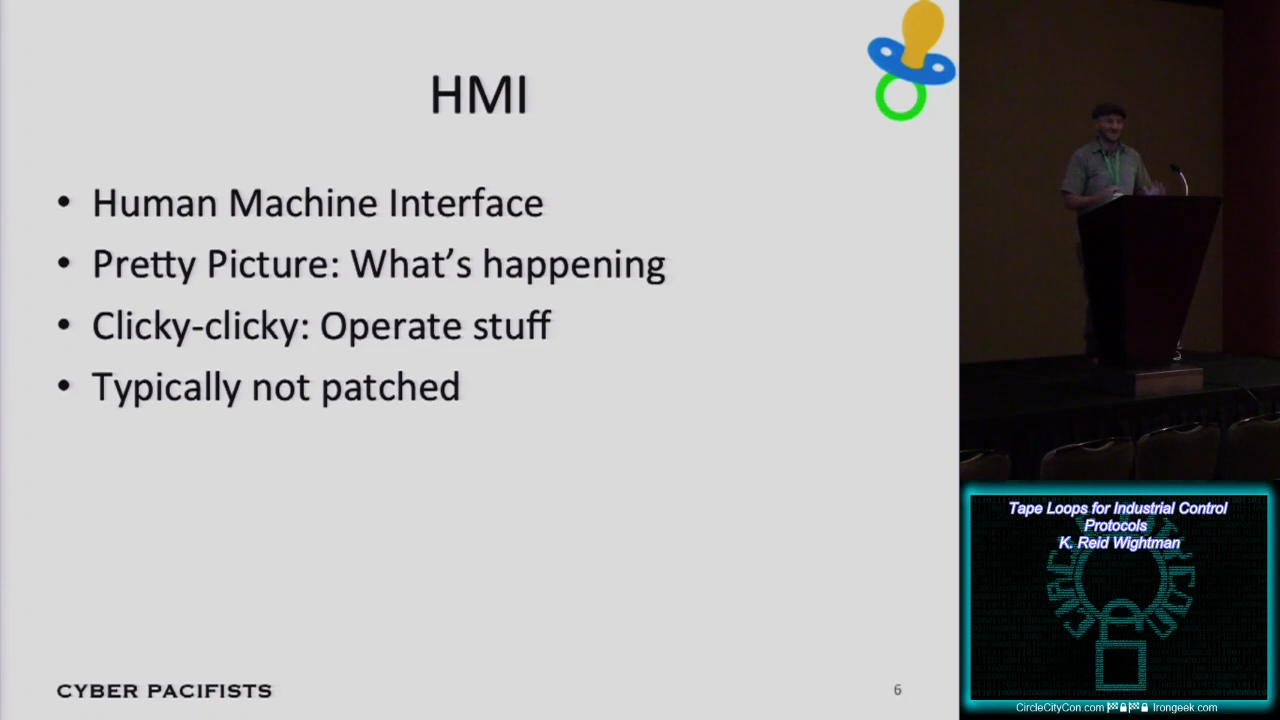 HMI
• Human Machine Interface
• Pretty Picture: What's happening
• Clicky-clicky: Operate stuff
• Typically not patched
CYBER PACIFISTS
6
Tape Loops for Industrial Control
Protocols
K. Reid Wightman
CircleCityCon.com Irongeek.com